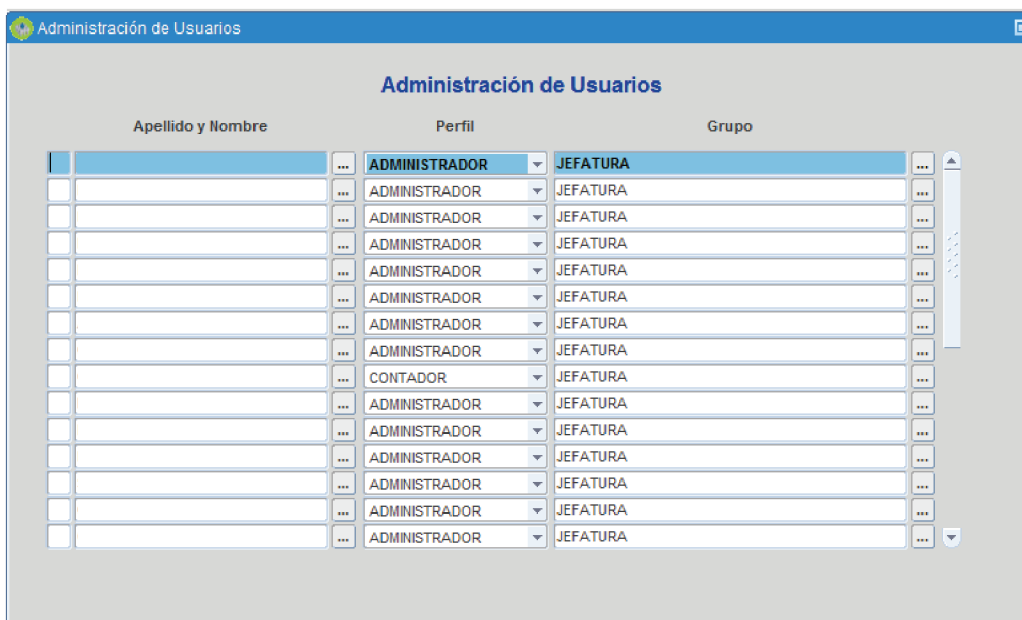 Administración de Usuarios
Administración de Usuarios
Apellido y Nombre Perfil Grupo
... ADMINISTRADOR JEFATURA ...
... ADMINISTRADOR JEFATURA ...
... ADMINISTRADOR JEFATURA ...
... ADMINISTRADOR JEFATURA ...
... ADMINISTRADOR JEFATURA ...
... ADMINISTRADOR JEFATURA ...
... ADMINISTRADOR JEFATURA ...
... ADMINISTRADOR JEFATURA ...
... CONTADOR JEFATURA ...
... ADMINISTRADOR JEFATURA ...
... ADMINISTRADOR JEFATURA ...
... ADMINISTRADOR JEFATURA ...
... ADMINISTRADOR JEFATURA ...
... ADMINISTRADOR JEFATURA ...
... ADMINISTRADOR JEFATURA ...